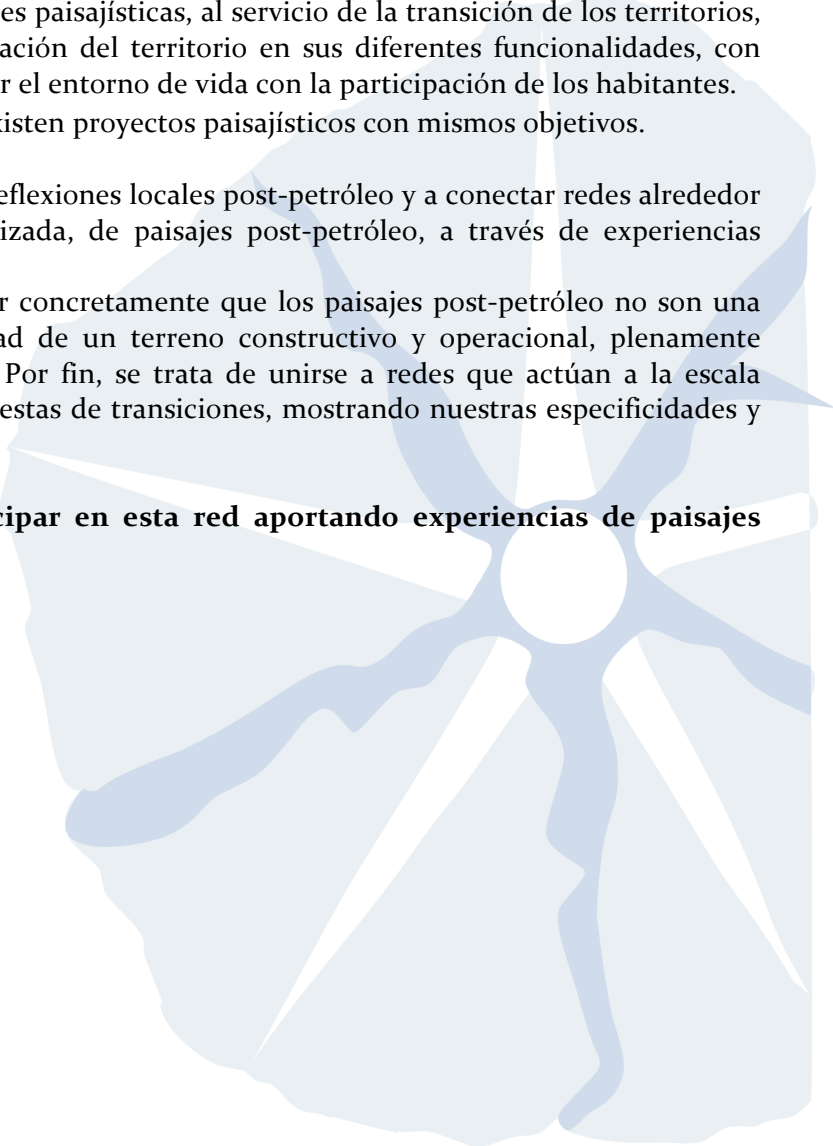 es paisajísticas, al servicio de la transición de los territorios,
ación del territorio en sus diferentes funcionalidades, con
r el entorno de vida con la participación de los habitantes.
xisten proyectos paisajísticos con mismos objetivos.
eflexiones locales post-petróleo y a conectar redes alrededor
izada, de paisajes post-petróleo, a través de experiencias
r concretamente que los paisajes post-petróleo no son una
ad de un terreno constructivo y operacional, plenamente
Por fin, se trata de unirse a redes que actúan a la escala
estas de transiciones, mostrando nuestras especificidades y
cipar en esta red aportando experiencias de paisajes